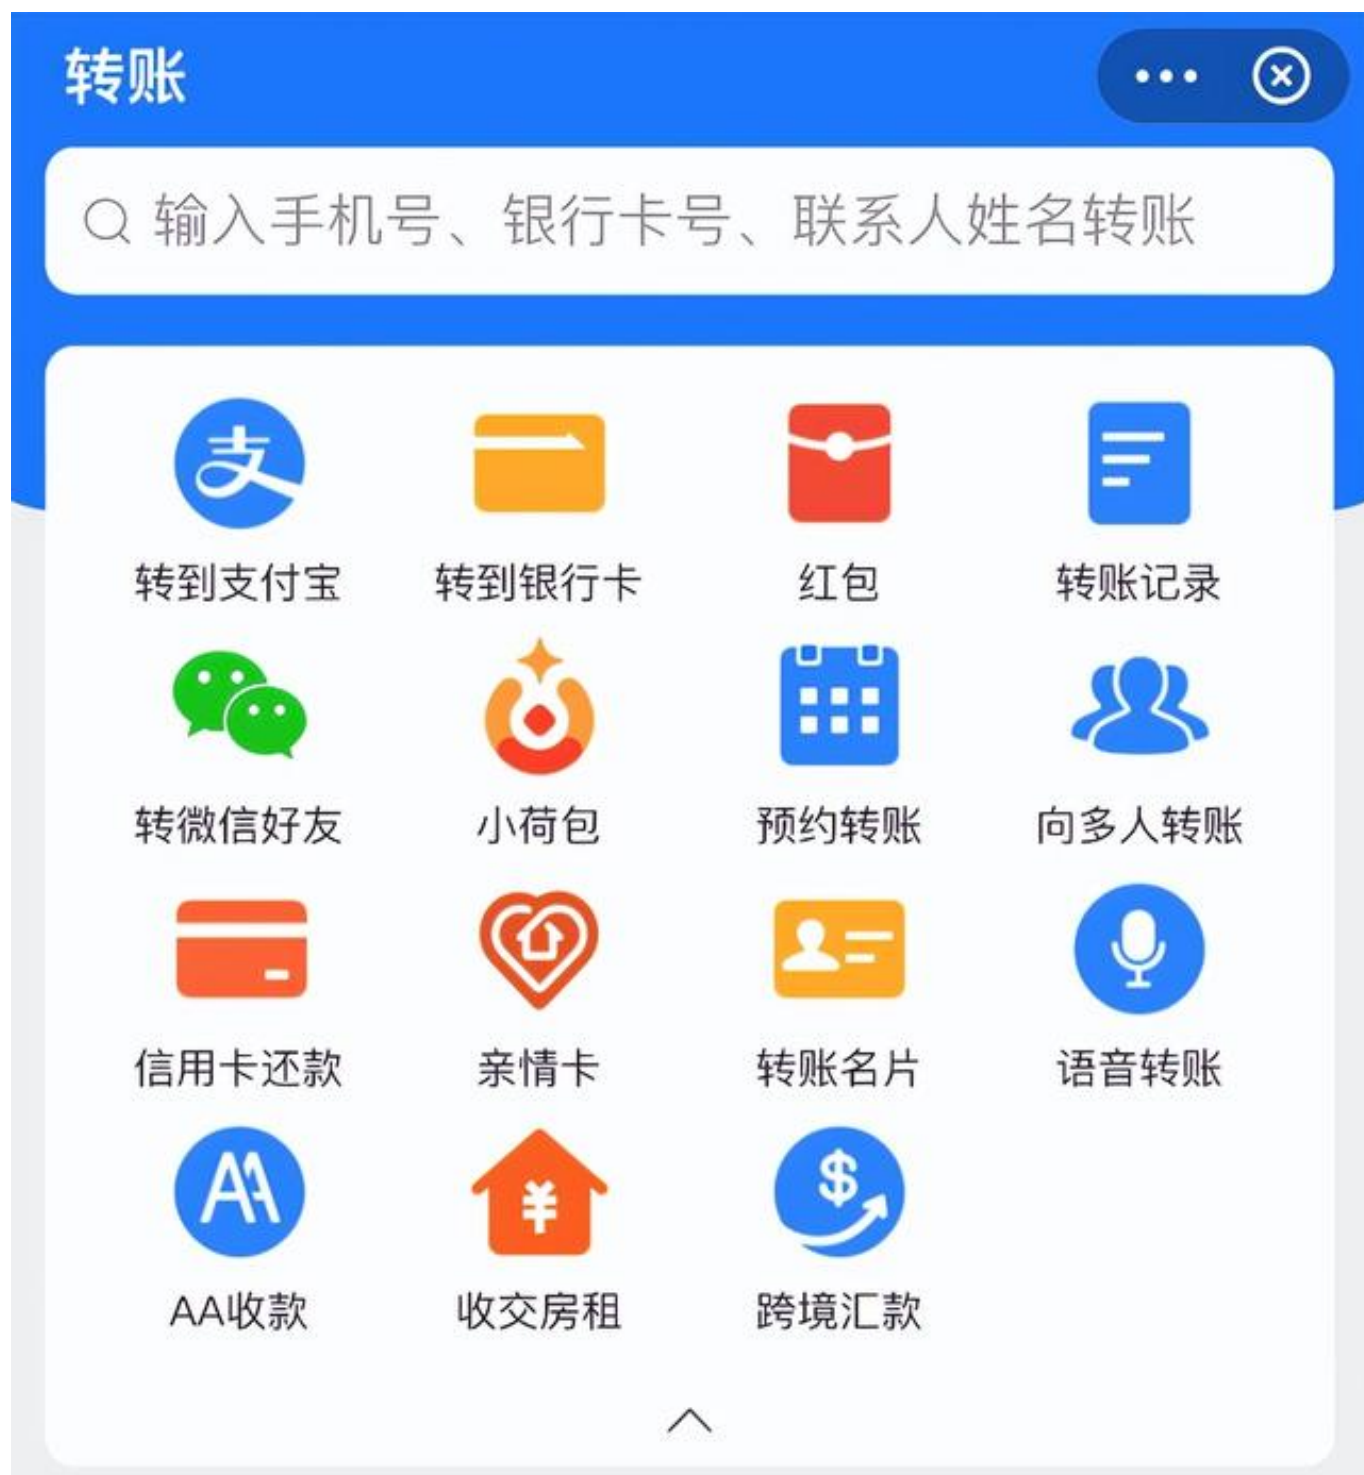 转账
输入手机号、银行卡号、联系人姓名转账
支
转到支付宝 转到银行卡 红包 转账记录
转微信好友 小荷包 预约转账 向多人转账
信用卡还款 亲情卡 转账名片 语音转账
AA ¥ $
AA收款 收交房租 跨境汇款